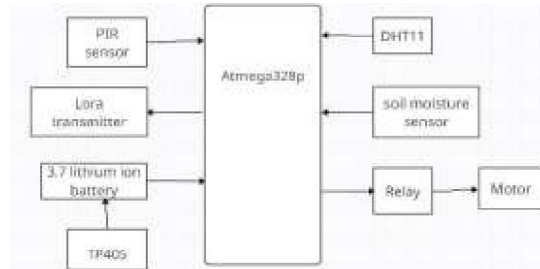 PIR
sensor
DHT11
Atmega328p
Lora
transmitter
soil moisture
sensor
3.7 lithium ion
battery
Relay
Motor
TP405